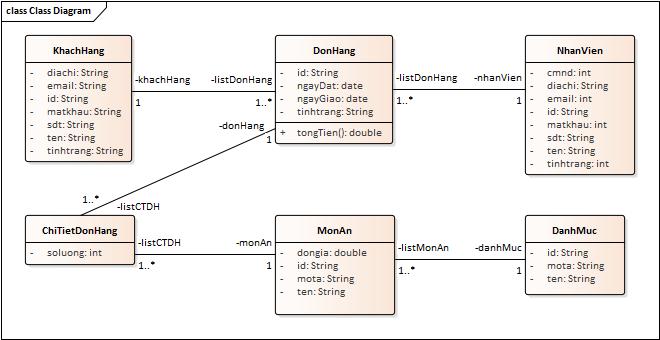 class Class Diagram
KhachHang
- diachi: String
- email: String
- id: String
- matkhau: String
- sdt: String
- ten: String
- tinhtrang: String
-khachHang
1
-listDonHang
1..*
DonHang
- id: String
- ngayDat: date
- ngayGiao: date
- tinhtrang: String
+ tongTien(): double
-listDonHang
1..*
-nhanVien
1
NhanVien
- cmnd: int
- diachi: String
- email: int
- id: String
- matkhau: int
- sdt: String
- ten: String
- tinhtrang: int
-donHang
1
1..*
-listCTDH
ChiTietDonHang
- soluong: int
-listCTDH
1..*
-monAn
1
MonAn
- dongia: double
- id: String
- mota: String
- ten: String
-listMonAn
1..*
-danhMuc
1
DanhMuc
- id: String
- mota: String
- ten: String